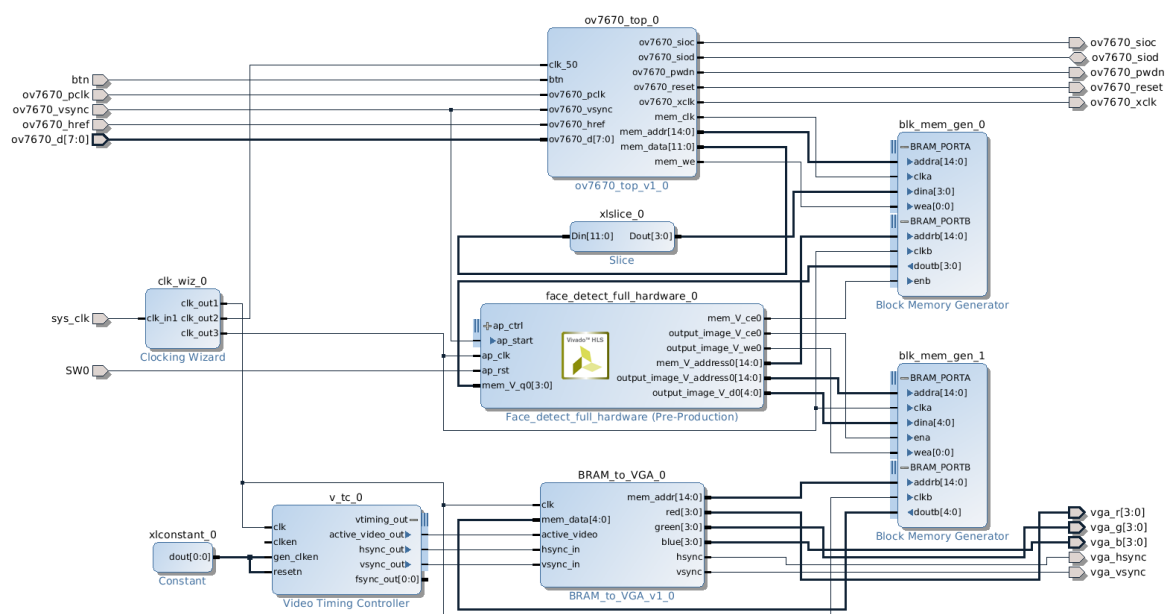 ov7670_top_0
clk_50
btn
ov7670_pclk
ov7670_vsync
ov7670_href
ov7670_d[7:0]
ov7670_sioc
ov7670_siod
ov7670_pwdn
ov7670_reset
ov7670_xclk
mem_clk
mem_addr[14:0]
mem_data[11:0]
mem_we
ov7670_top_v1_0
btn
ov7670_pclk
ov7670_vsync
ov7670_href
ov7670_d[7:0]
ov7670_sioc
ov7670_siod
ov7670_pwdn
ov7670_reset
ov7670_xclk
blk_mem_gen_0
BRAM_PORTA
addra[14:0]
clka
dina[3:0]
wea[0:0]
BRAM_PORTB
addrb[14:0]
clkb
doutb[3:0]
enb
Block Memory Generator
xlslice_0
Din[11:0] Dout[3:0]
Slice
clk_wiz_0
clk_out1
clk_in1 clk_out2
clk_out3
Clocking Wizard
sys_clk
SW0
face_detect_full_hardware_0
ap_ctrl
ap_start
ap_clk
ap_rst
mem_V_q0[3:0]
Vivado™ HLS
mem_V_ce0
output_image_V_ce0
output_image_V_we0
mem_V_address0[14:0]
output_image_V_address0[14:0]
output_image_V_d0[4:0]
Face_detect_full_hardware (Pre-Production)
blk_mem_gen_1
BRAM_PORTA
addra[14:0]
clka
dina[4:0]
ena
wea[0:0]
BRAM_PORTB
addrb[14:0]
clkb
doutb[4:0]
Block Memory Generator
xlconstant_0
dout[0:0]
Constant
v_tc_0
clk
clken
gen_clken
resetn
vtiming_out
active_video_out
hsync_out
vsync_out
fsync_out[0:0]
Video Timing Controller
BRAM_to_VGA_0
clk
mem_data[4:0]
active_video
hsync_in
vsync_in
mem_addr[14:0]
red[3:0]
green[3:0]
blue[3:0]
hsync
vsync
BRAM_to_VGA_v1_0
vga_r[3:0]
vga_g[3:0]
vga_b[3:0]
vga_hsync
vga_vsync